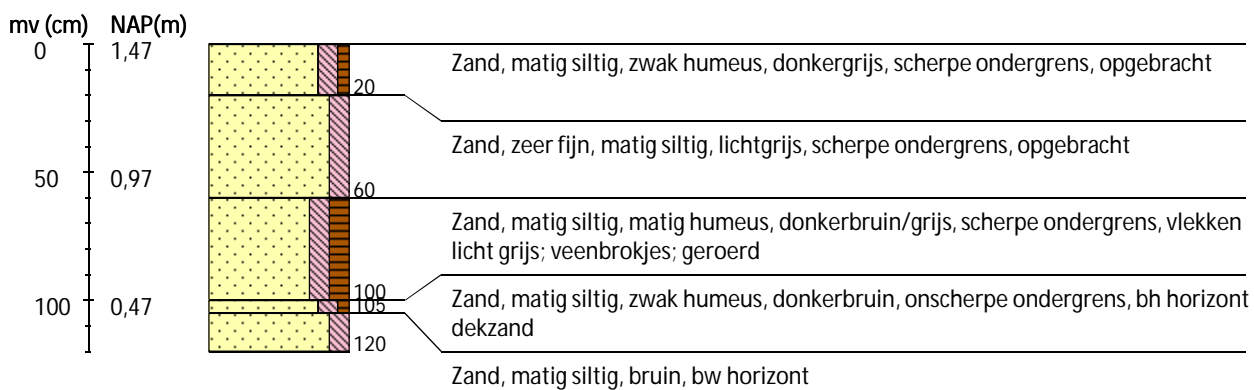 mv (cm) NAP(m)
0 1,47
Zand, matig siltig, zwak humeus, donkergrijs, scherpe ondergrens, opgebracht
20
Zand, zeer fijn, matig siltig, lichtgrijs, scherpe ondergrens, opgebracht
50 0,97
60
Zand, matig siltig, matig humeus, donkerbruin/grijs, scherpe ondergrens, vlekken
licht grijs; veenbrokjes; geroerd
100
Zand, matig siltig, zwak humeus, donkerbruin, onscherpe ondergrens, bh horizont
100 0,47 105
dekzand
120
Zand, matig siltig, bruin, bw horizont